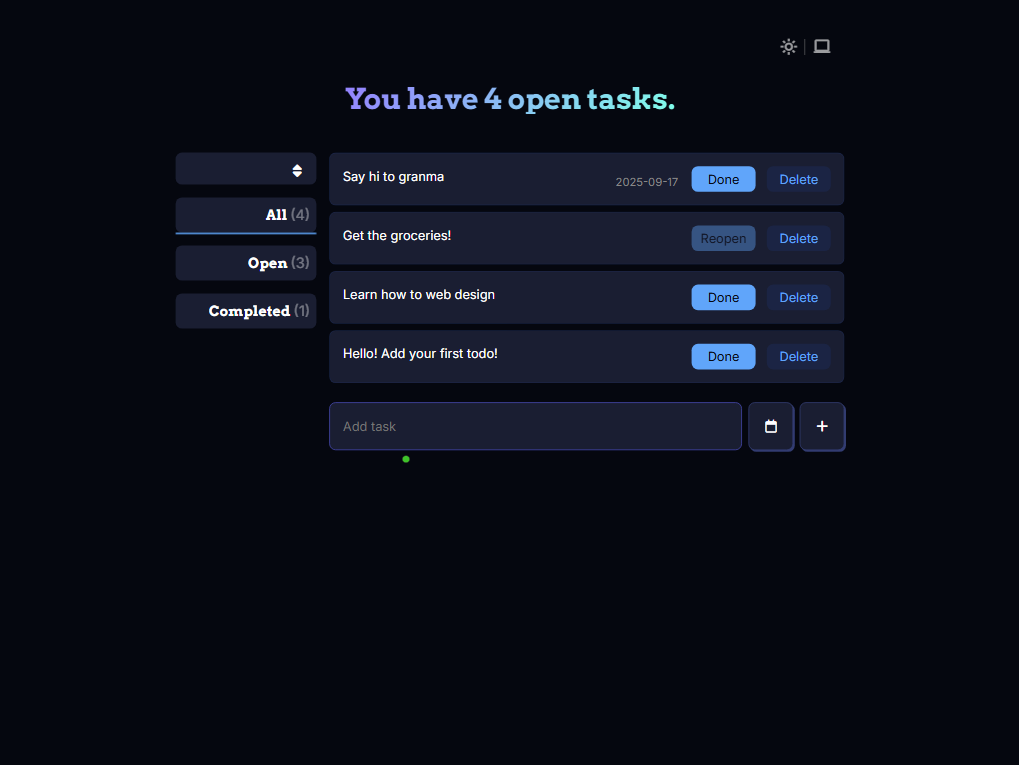 You have 4 open tasks.
All (4)
Open (3)
Completed (1)
Say hi to granma 2025-09-17 Done Delete
Get the groceries! Reopen Delete
Learn how to web design Done Delete
Hello! Add your first todo! Done Delete
Add task